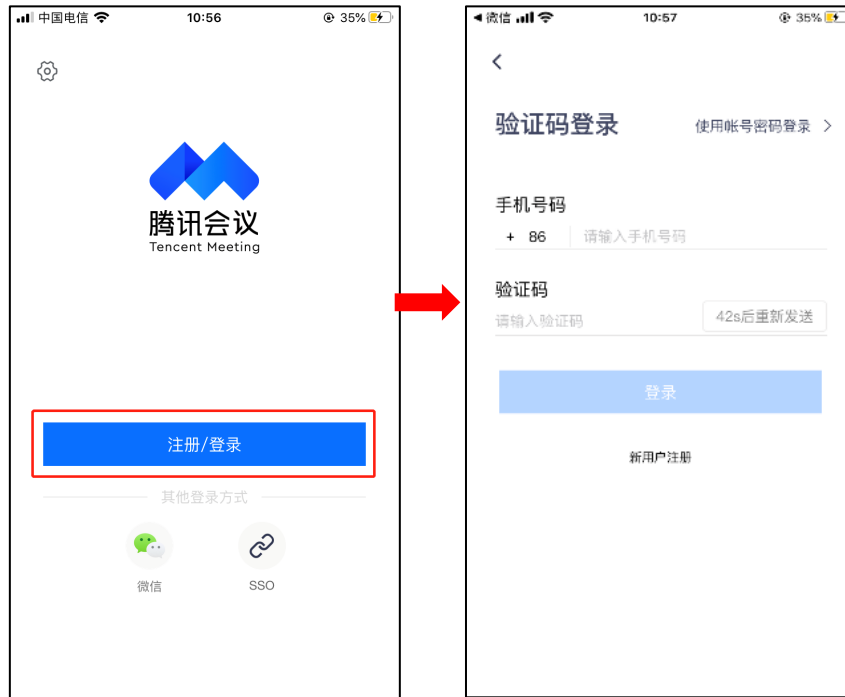 中国电信
10:56
35%
腾讯会议
Tencent Meeting
注册/登录
其他登录方式
微信
SSO
微信
10:57
35%
验证码登录
使用帐号密码登录
手机号码
+ 86
请输入手机号码
验证码
请输入验证码
42s后重新发送
登录
新用户注册